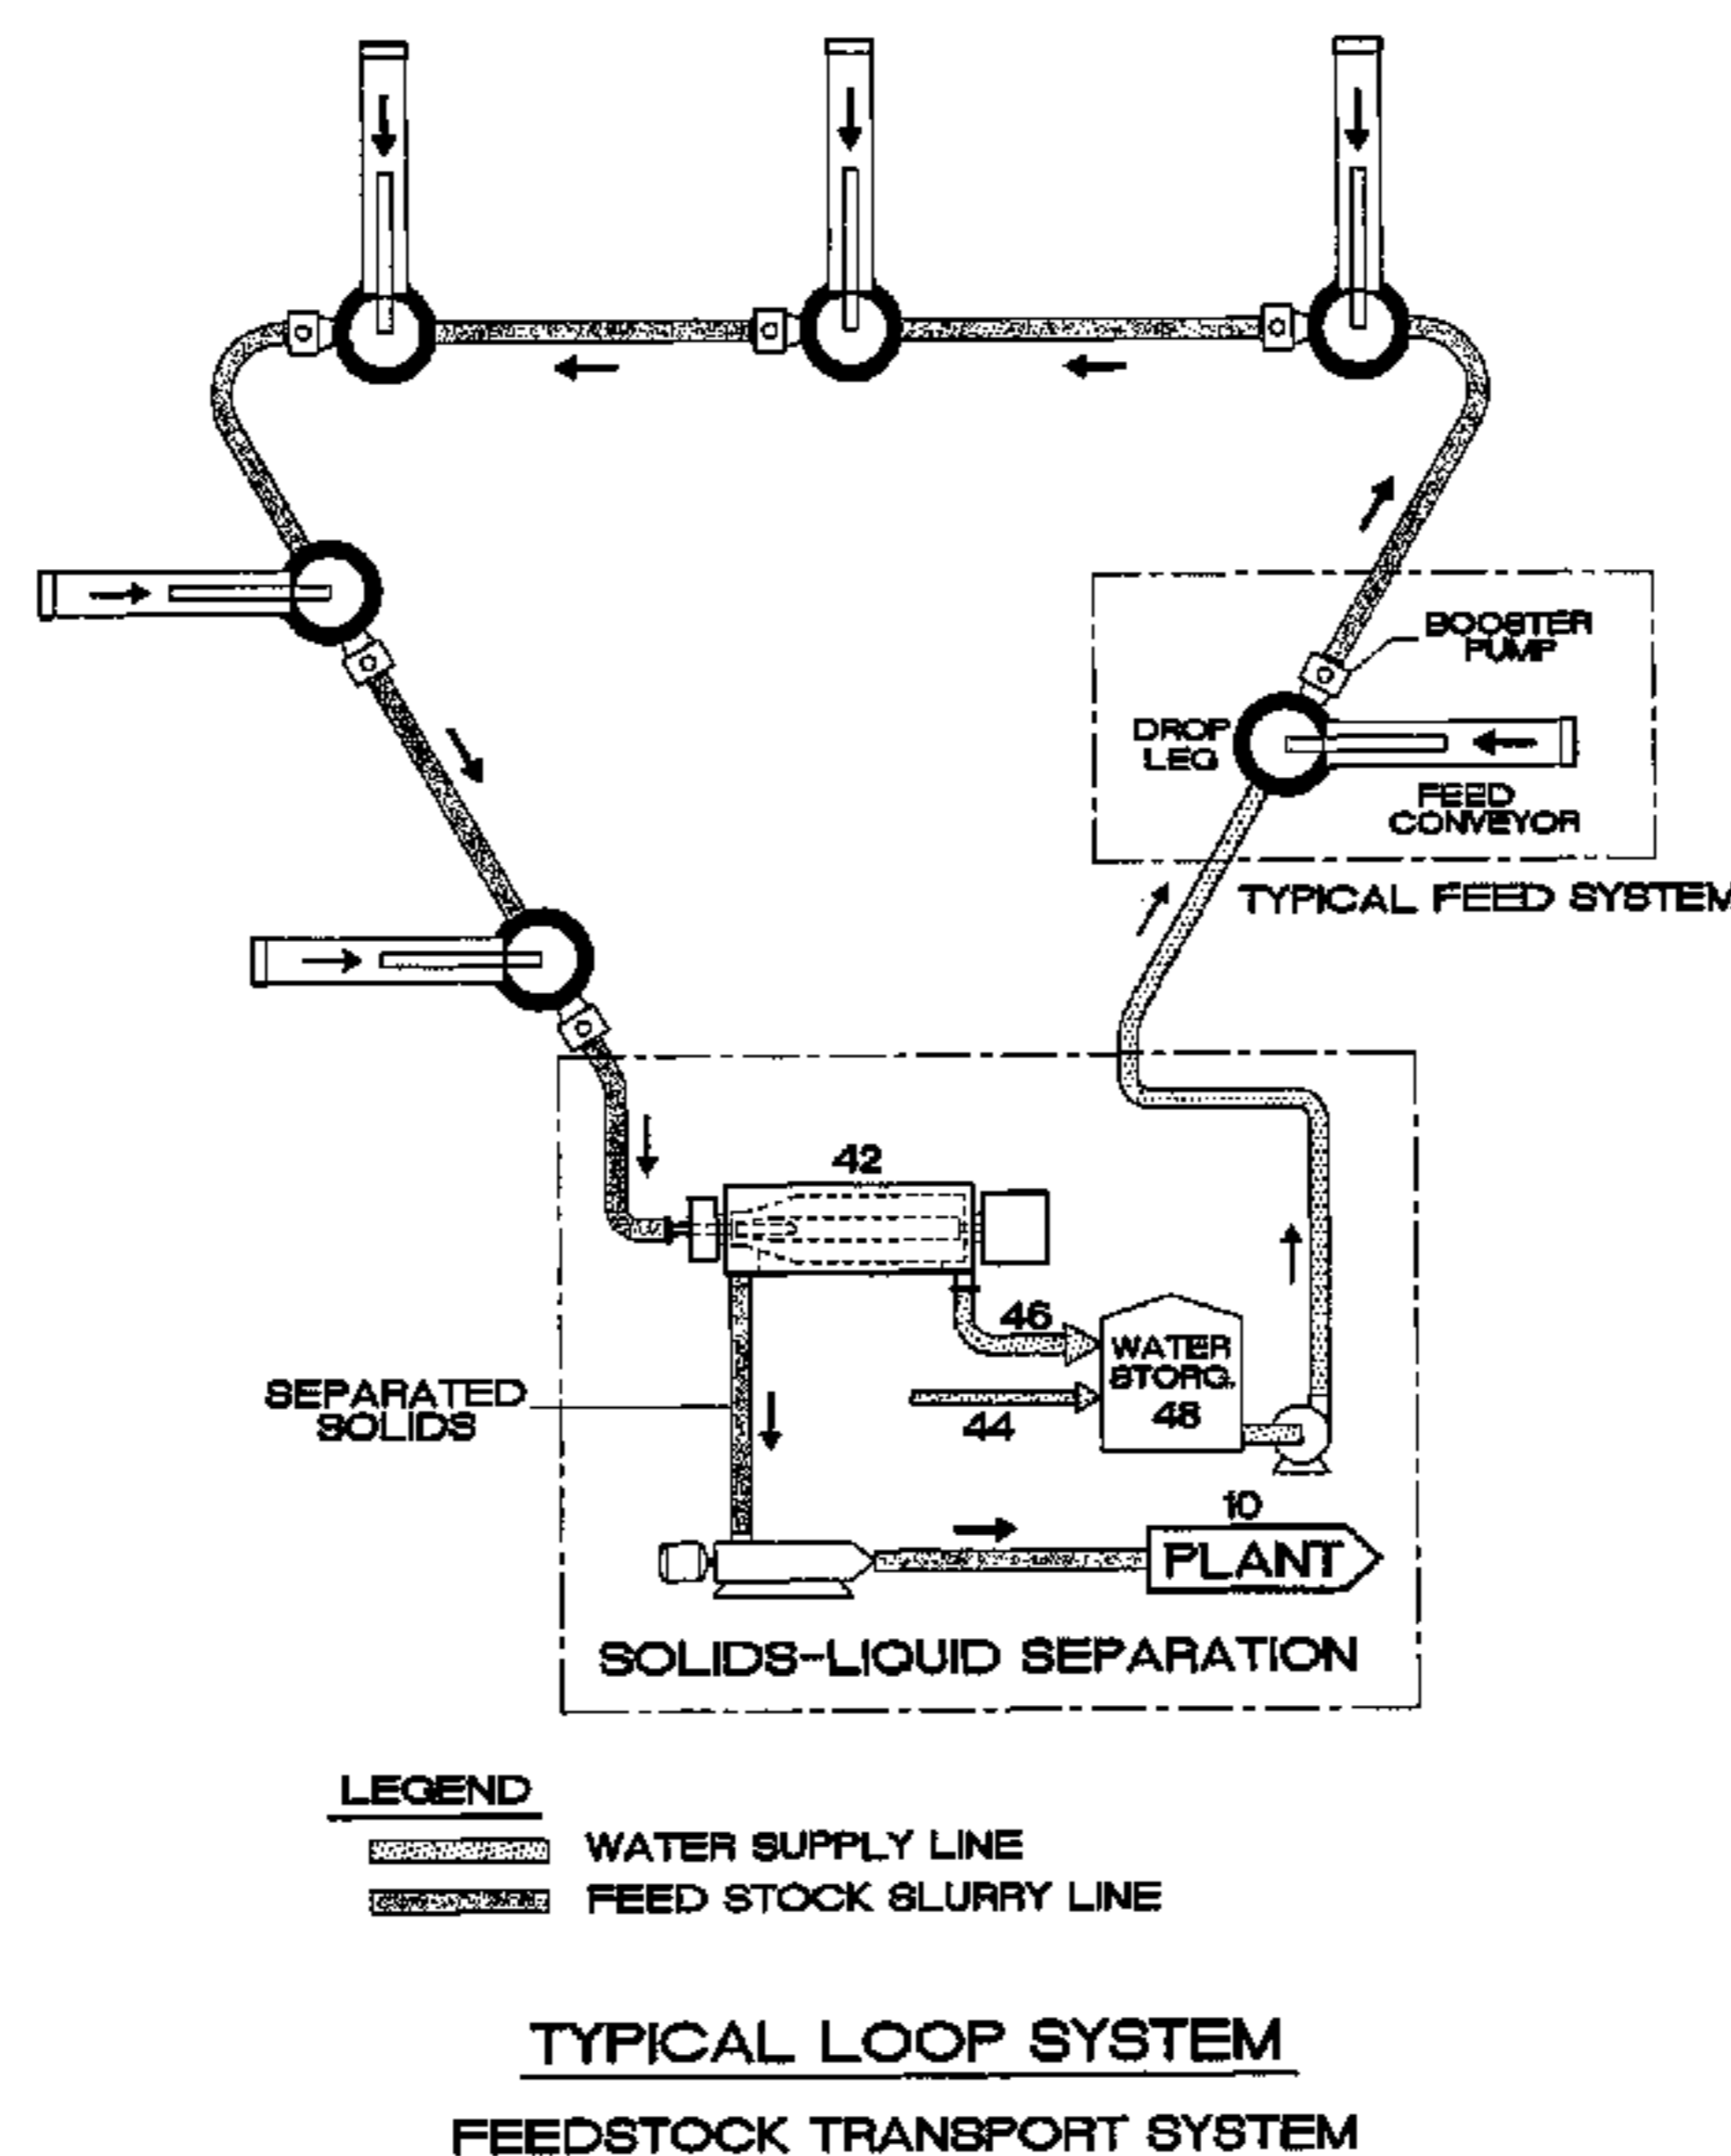 BOOSTER
PUMP
DROP
LEG
FEED
CONVEYOR
TYPICAL FEED SYSTEM
42
46
WATER
STORG.
48
44
SEPARATED
SOLIDS
10
PLANT
SOLIDS-LIQUID SEPARATION
LEGEND
WATER SUPPLY LINE
FEED STOCK SLURRY LINE
TYPICAL LOOP SYSTEM
FEEDSTOCK TRANSPORT SYSTEM